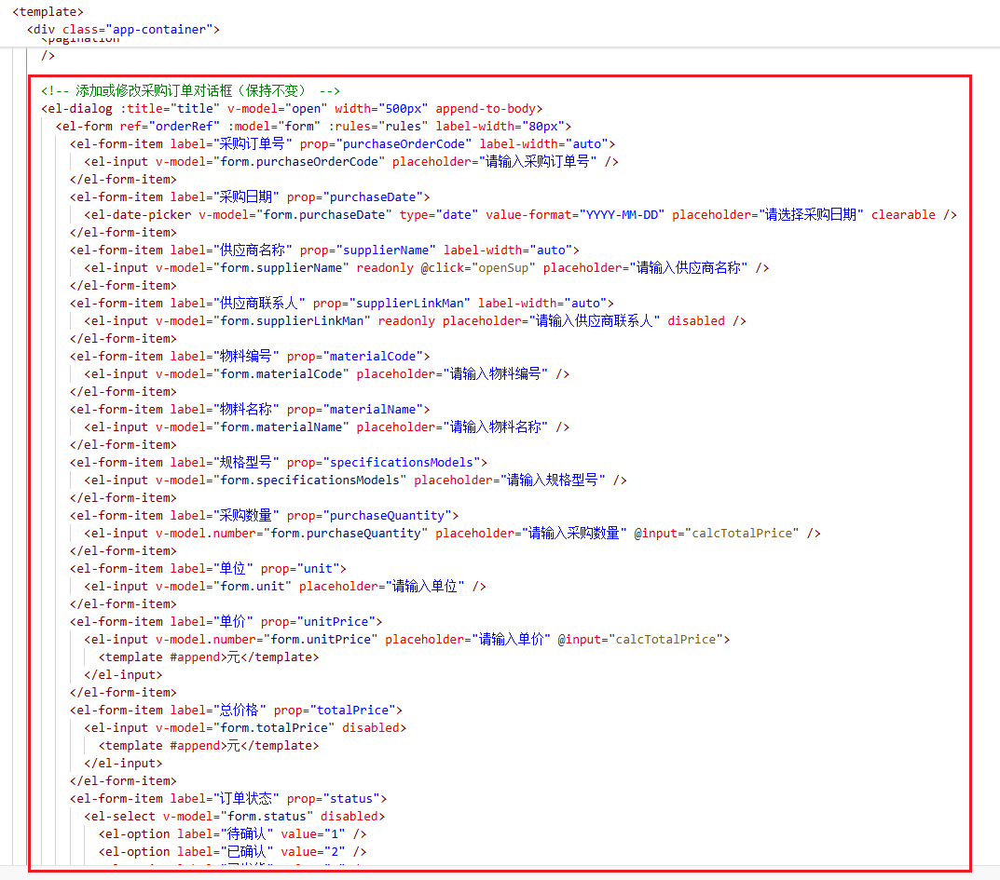 <template>
<div class="app-container">
<pagination
/>
<!-- 添加或修改采购订单对话框（保持不变） -->
<el-dialog :title="title" v-model="open" width="500px" append-to-body>
<el-form ref="orderRef" :model="form" :rules="rules" label-width="80px">
<el-form-item label="采购订单号" prop="purchaseOrderCode" label-width="auto">
<el-input v-model="form.purchaseOrderCode" placeholder="请输入采购订单号" />
</el-form-item>
<el-form-item label="采购日期" prop="purchaseDate">
<el-date-picker v-model="form.purchaseDate" type="date" value-format="YYYY-MM-DD" placeholder="请选择采购日期" clearable />
</el-form-item>
<el-form-item label="供应商名称" prop="supplierName" label-width="auto">
<el-input v-model="form.supplierName" readonly @click="openSup" placeholder="请输入供应商名称" />
</el-form-item>
<el-form-item label="供应商联系人" prop="supplierLinkMan" label-width="auto">
<el-input v-model="form.supplierLinkMan" readonly placeholder="请输入供应商联系人" disabled />
</el-form-item>
<el-form-item label="物料编号" prop="materialCode">
<el-input v-model="form.materialCode" placeholder="请输入物料编号" />
</el-form-item>
<el-form-item label="物料名称" prop="materialName">
<el-input v-model="form.materialName" placeholder="请输入物料名称" />
</el-form-item>
<el-form-item label="规格型号" prop="specificationsModels">
<el-input v-model="form.specificationsModels" placeholder="请输入规格型号" />
</el-form-item>
<el-form-item label="采购数量" prop="purchaseQuantity">
<el-input v-model.number="form.purchaseQuantity" placeholder="请输入采购数量" @input="calcTotalPrice" />
</el-form-item>
<el-form-item label="单位" prop="unit">
<el-input v-model="form.unit" placeholder="请输入单位" />
</el-form-item>
<el-form-item label="单价" prop="unitPrice">
<el-input v-model.number="form.unitPrice" placeholder="请输入单价" @input="calcTotalPrice">
<template #append>元</template>
</el-input>
</el-form-item>
<el-form-item label="总价格" prop="totalPrice">
<el-input v-model="form.totalPrice" disabled>
<template #append>元</template>
</el-input>
</el-form-item>
<el-form-item label="订单状态" prop="status">
<el-select v-model="form.status" disabled>
<el-option label="待确认" value="1" />
<el-option label="已确认" value="2" />